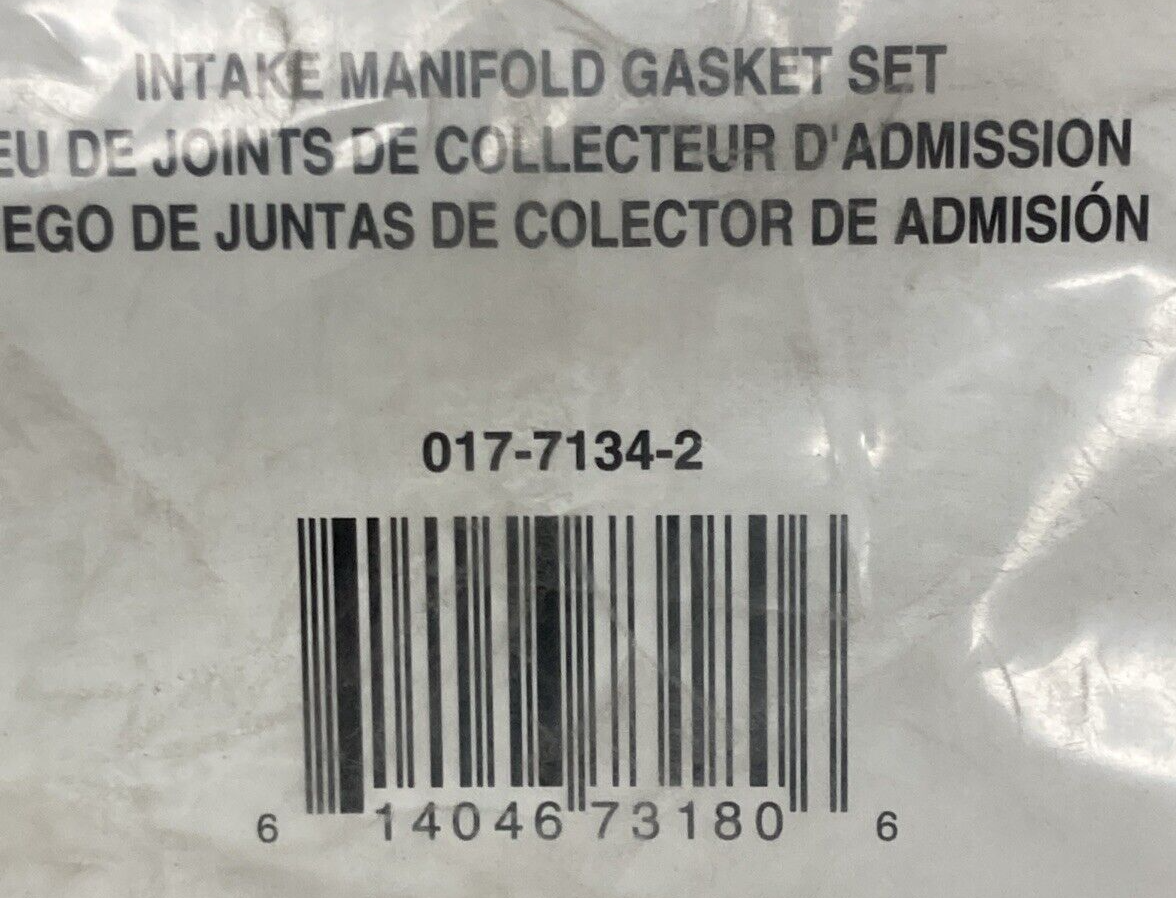 INTAKE MANIFOLD GASKET SET
EU DE JOINTS DE COLLECTEUR D'ADMISSION
EGO DE JUNTAS DE COLECTOR DE ADMISIÓN
017-7134-2
6 14046 73180 6